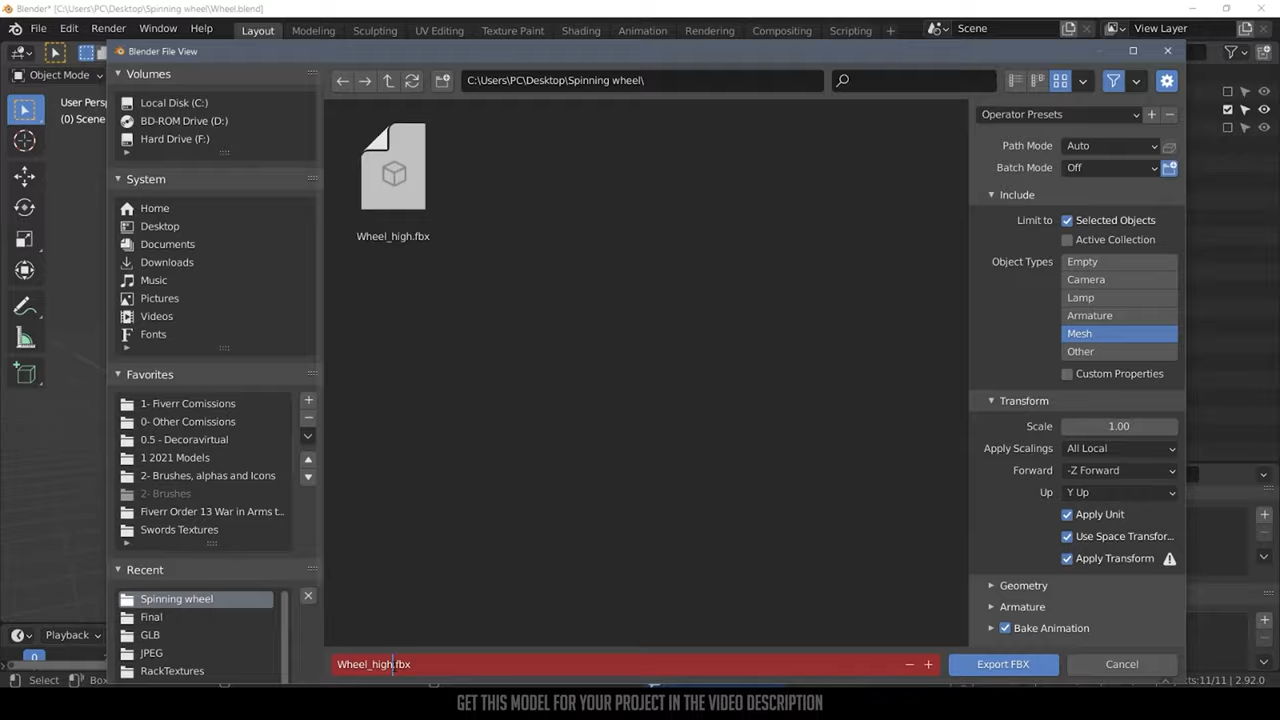 Blender* [C:\Users\PC\Desktop\Spinning wheel\Wheel.blend]
File Edit Render Window Help
Layout Modeling Sculpting UV Editing Texture Paint Shading Animation Rendering Compositing Scripting +
Scene
View Layer
Object Mode
User Persp
(0) Scene
Blender File View
Volumes
Local Disk (C:)
BD-ROM Drive (D:)
Hard Drive (F:)
System
Home
Desktop
Documents
Downloads
Music
Pictures
Videos
Fonts
Favorites
1- Fiverr Comissions
0- Other Comissions
0.5 - Decoravirtual
1 2021 Models
2- Brushes, alphas and Icons
2- Brushes
Fiverr Order 13 War in Arms t...
Swords Textures
Recent
Spinning wheel
Final
GLB
JPEG
RackTextures
C:\Users\PC\Desktop\Spinning wheel\
Wheel_high.fbx
Operator Presets
Path Mode Auto
Batch Mode Off
Include
Limit to Selected Objects
Active Collection
Object Types Empty
Camera
Lamp
Armature
Mesh
Other
Custom Properties
Transform
Scale 1.00
Apply Scalings All Local
Forward -Z Forward
Up Y Up
Apply Unit
Use Space Transfor...
Apply Transform
Geometry
Armature
Bake Animation
Wheel_high.fbx
Export FBX
Cancel
Playback
0
Select
Box
:11/11 | 2.92.0
GET THIS MODEL FOR YOUR PROJECT IN THE VIDEO DESCRIPTION